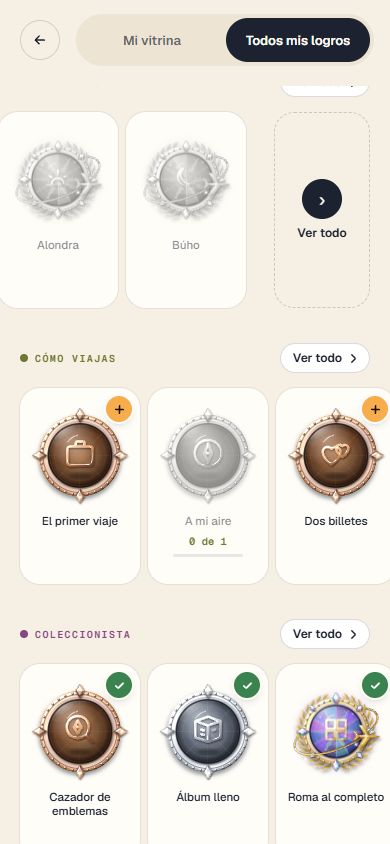 Mi vitrina
Todos mis logros
Alondra
Búho
Ver todo
CÓMO VIAJAS
Ver todo
El primer viaje
A mi aire
0 de 1
Dos billetes
COLECCIONISTA
Ver todo
Cazador de
emblemas
Álbum lleno
Roma al completo